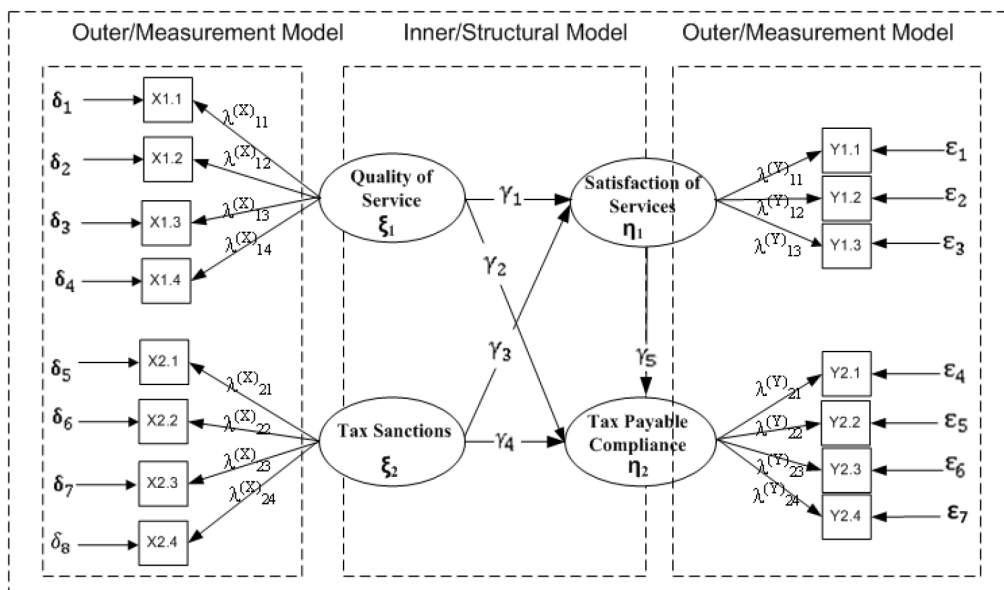 Outer/Measurement Model
Inner/Structural Model
Outer/Measurement Model
δ1
X1.1
λ(X)11
δ2
X1.2
λ(X)12
δ3
X1.3
λ(X)13
δ4
X1.4
λ(X)14
Quality of
Service
ξ1
γ1
γ2
γ3
γ4
γ5
Satisfaction of
Services
η1
λ(Y)11
Y1.1
ε1
λ(Y)12
Y1.2
ε2
λ(Y)13
Y1.3
ε3
δ5
X2.1
λ(X)21
δ6
X2.2
λ(X)22
δ7
X2.3
λ(X)23
δ8
X2.4
λ(X)24
Tax Sanctions
ξ2
Tax Payable
Compliance
η2
λ(Y)21
Y2.1
ε4
λ(Y)22
Y2.2
ε5
λ(Y)23
Y2.3
ε6
λ(Y)24
Y2.4
ε7